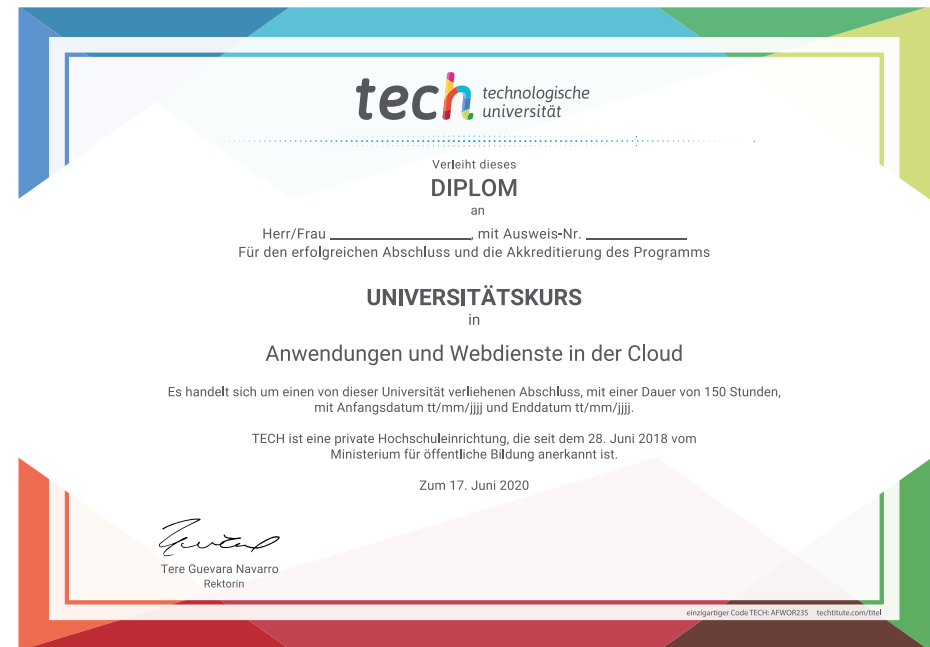 tech technologische
universität
Verleiht dieses
DIPLOM
an
Herr/Frau ____________, mit Ausweis-Nr. ____________
Für den erfolgreichen Abschluss und die Akkreditierung des Programms
UNIVERSITÄTSKURS
in
Anwendungen und Webdienste in der Cloud
Es handelt sich um einen von dieser Universität verliehenen Abschluss, mit einer Dauer von 150 Stunden,
mit Anfangsdatum tt/mm/jjjj und Enddatum tt/mm/jjjj.
TECH ist eine private Hochschuleinrichtung, die seit dem 28. Juni 2018 vom
Ministerium für öffentliche Bildung anerkannt ist.
Zum 17. Juni 2020
Tere Guevara Navarro
Rektorin
einzigartiger Code TECH: AFWOR23S techtitute.com/titel